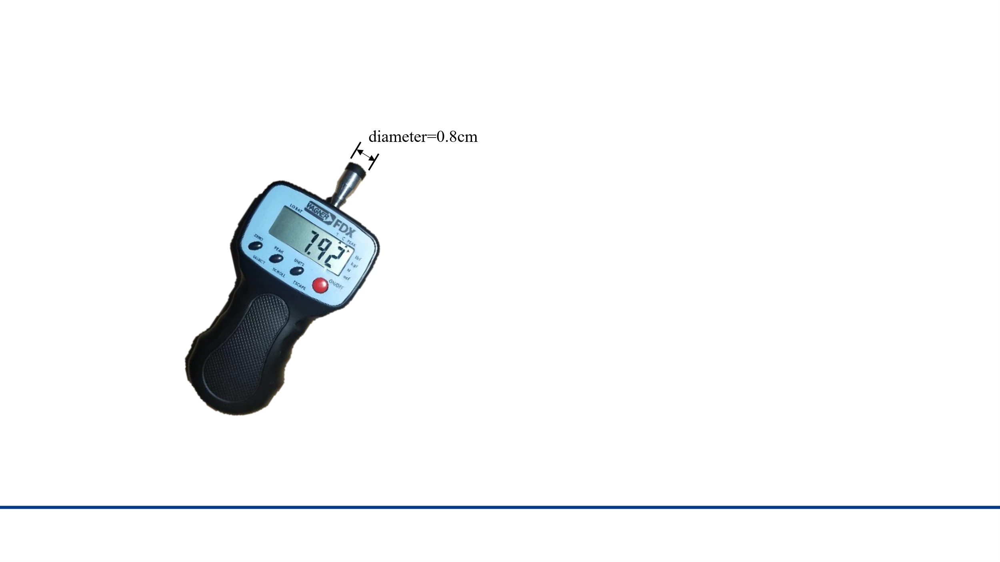 diameter=0.8cm
WAGNER
FDX
LO BAT
T C PEAK
7.92
lbf
kgf
N
ozf
ZERO
PEAK
UNITS
ON/OFF
SELECT
SCROLL
ESCAPE